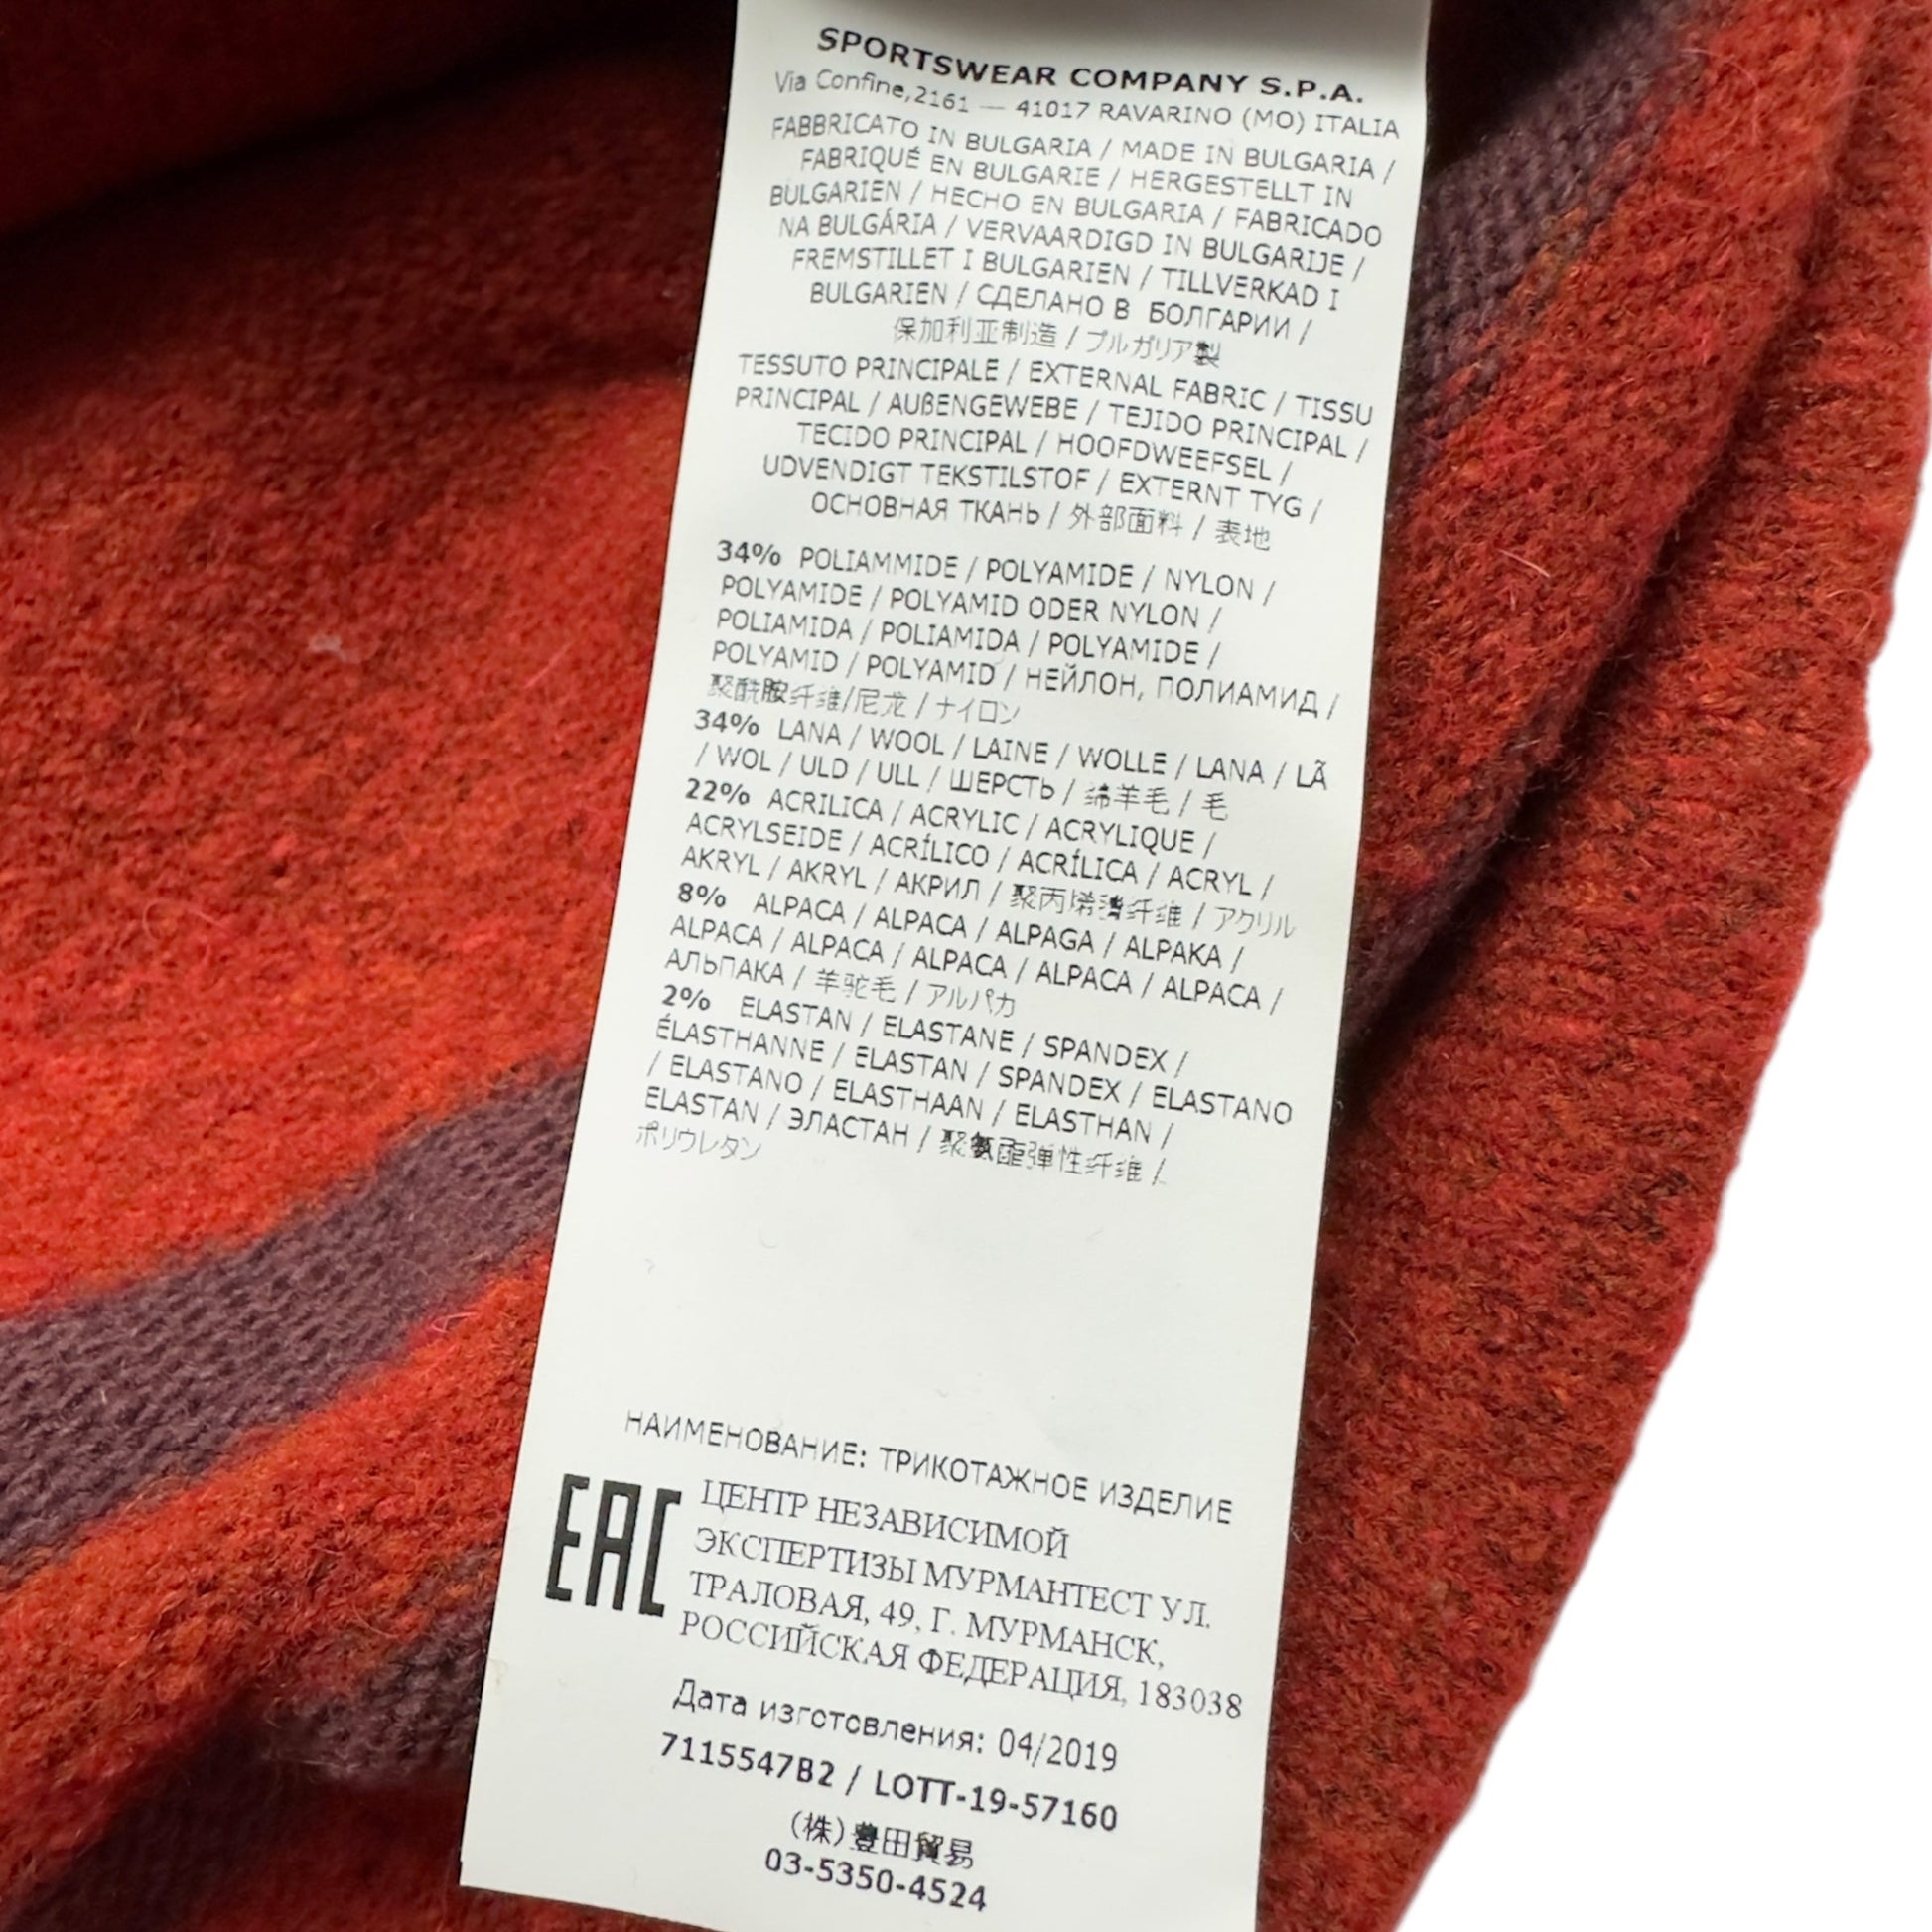 SPORTSWEAR COMPANY S.P.A.
Via Confine,2161 — 41017 RAVARINO (MO) ITALIA
FABBRICATO IN BULGARIA / MADE IN BULGARIA /
FABRIQUÉ EN BULGARIE / HERGESTELLT IN
BULGARIEN / HECHO EN BULGARIA / FABRICADO
NA BULGÁRIA / VERVAARDIGD IN BULGARIJE /
FREMSTILLET I BULGARIEN / TILLVERKAD I
BULGARIEN / СДЕЛАНО В БОЛГАРИИ /
保加利亚制造 / ブルガリア製
TESSUTO PRINCIPALE / EXTERNAL FABRIC / TISSU
PRINCIPAL / AUßENGEWEBE / TEJIDO PRINCIPAL /
TECIDO PRINCIPAL / HOOFDWEEFSEL /
UDVENDIGT TEKSTILSTOF / EXTERNT TYG /
ОСНОВНАЯ ТКАНЬ / 外部面料 / 表地
34% POLIAMMIDE / POLYAMIDE / NYLON /
POLYAMIDE / POLYAMID ODER NYLON /
POLIAMIDA / POLIAMIDA / POLYAMIDE /
POLYAMID / POLYAMID / НЕЙЛОН, ПОЛИАМИД /
聚酰胺纤维/尼龙 / ナイロン
34% LANA / WOOL / LAINE / WOLLE / LANA / LÃ
/ WOL / ULD / ULL / ШЕРСТЬ / 绵羊毛 / 毛
22% ACRILICA / ACRYLIC / ACRYLIQUE /
ACRYLSEIDE / ACRÍLICO / ACRÍLICA / ACRYL /
AKRYL / AKRYL / АКРИЛ / 聚丙烯腈纤维 / アクリル
8% ALPACA / ALPACA / ALPAGA / ALPAKA /
ALPACA / ALPACA / ALPACA / ALPACA / ALPACA /
АЛЬПАКА / 羊驼毛 / アルパカ
2% ELASTAN / ELASTANE / SPANDEX /
ÉLASTHANNE / ELASTAN / SPANDEX / ELASTANO
/ ELASTANO / ELASTHAAN / ELASTHAN /
ELASTAN / ЭЛАСТАН / 聚氨酯弹性纤维 /
ポリウレタン
НАИМЕНОВАНИЕ: ТРИКОТАЖНОЕ ИЗДЕЛИЕ
EAC
ЦЕНТР НЕЗАВИСИМОЙ
ЭКСПЕРТИЗЫ МУРМАНТЕСТ УЛ.
ТРАЛОВАЯ, 49, Г. МУРМАНСК,
РОССИЙСКАЯ ФЕДЕРАЦИЯ, 183038
Дата изготовления: 04/2019
7115547B2 / LOTT-19-57160
(株)豊田貿易
03-5350-4524